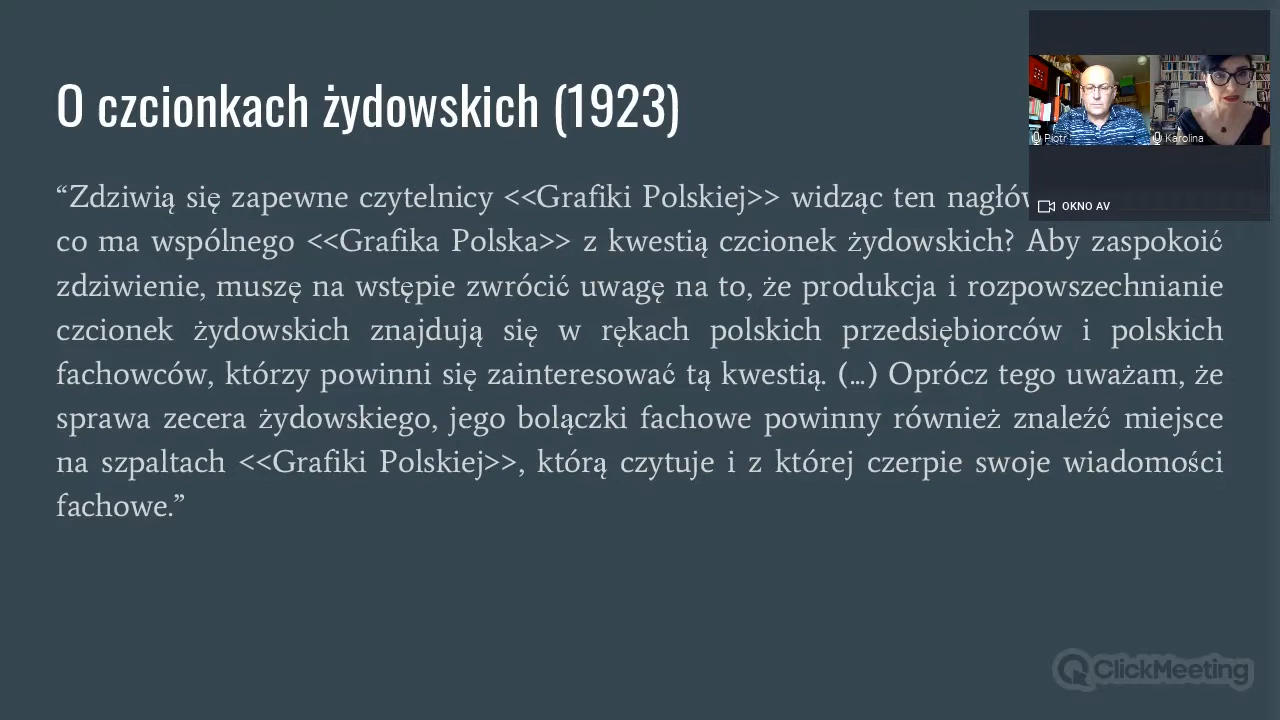 O czcionkach żydowskich (1923)
“Zdziwią się zapewne czytelnicy <<Grafiki Polskiej>> widząc ten
co ma wspólnego <<Grafika Polska>> z kwestią czcionek żydowskich? Aby zaspokoić
zdziwienie, muszę na wstępie zwrócić uwagę na to, że produkcja i rozpowszechnianie
czcionek żydowskich znajdują się w rękach polskich przedsiębiorców i polskich
fachowców, którzy powinni się zainteresować tą kwestią. (...) Oprócz tego uważam, że
sprawa zecera żydowskiego, jego bolączki fachowe powinny również znaleźć miejsce
na szpaltach <<Grafiki Polskiej>>, którą czytuje i z której czerpie swoje wiadomości
fachowe.”
Piotr
Karolina
OKNO AV
ClickMeeting